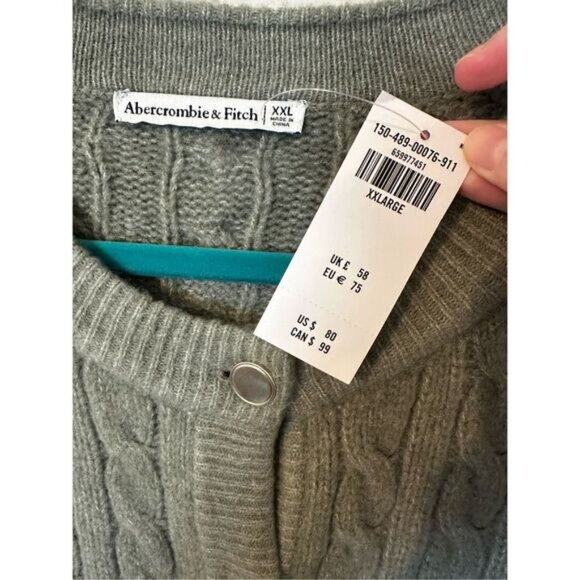 Abercrombie & Fitch
XXL
MADE IN
CHINA
150-489-00076-911
659977451
XXLARGE
UK £ 58
EU € 75
US $ 80
CAN $ 99